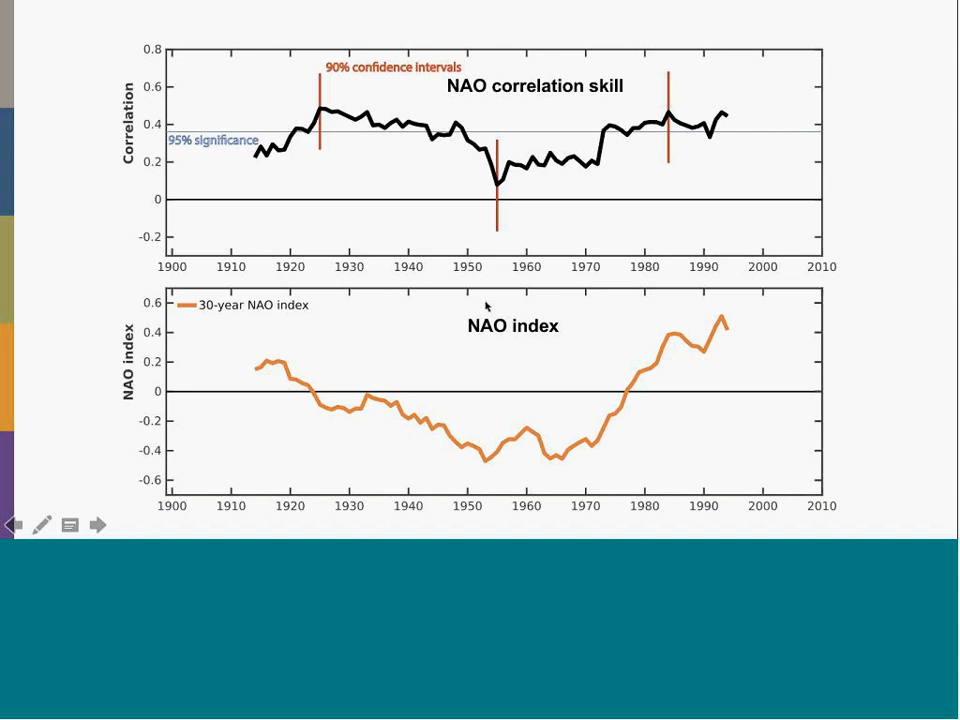 0.8
90% confidence intervals
NAO correlation skill
0.6
0.4
95% significance
0.2
0
-0.2
Correlation
1900 1910 1920 1930 1940 1950 1960 1970 1980 1990 2000 2010
0.6
30-year NAO index
NAO index
0.4
0.2
0
-0.2
-0.4
-0.6
NAO index
1900 1910 1920 1930 1940 1950 1960 1970 1980 1990 2000 2010